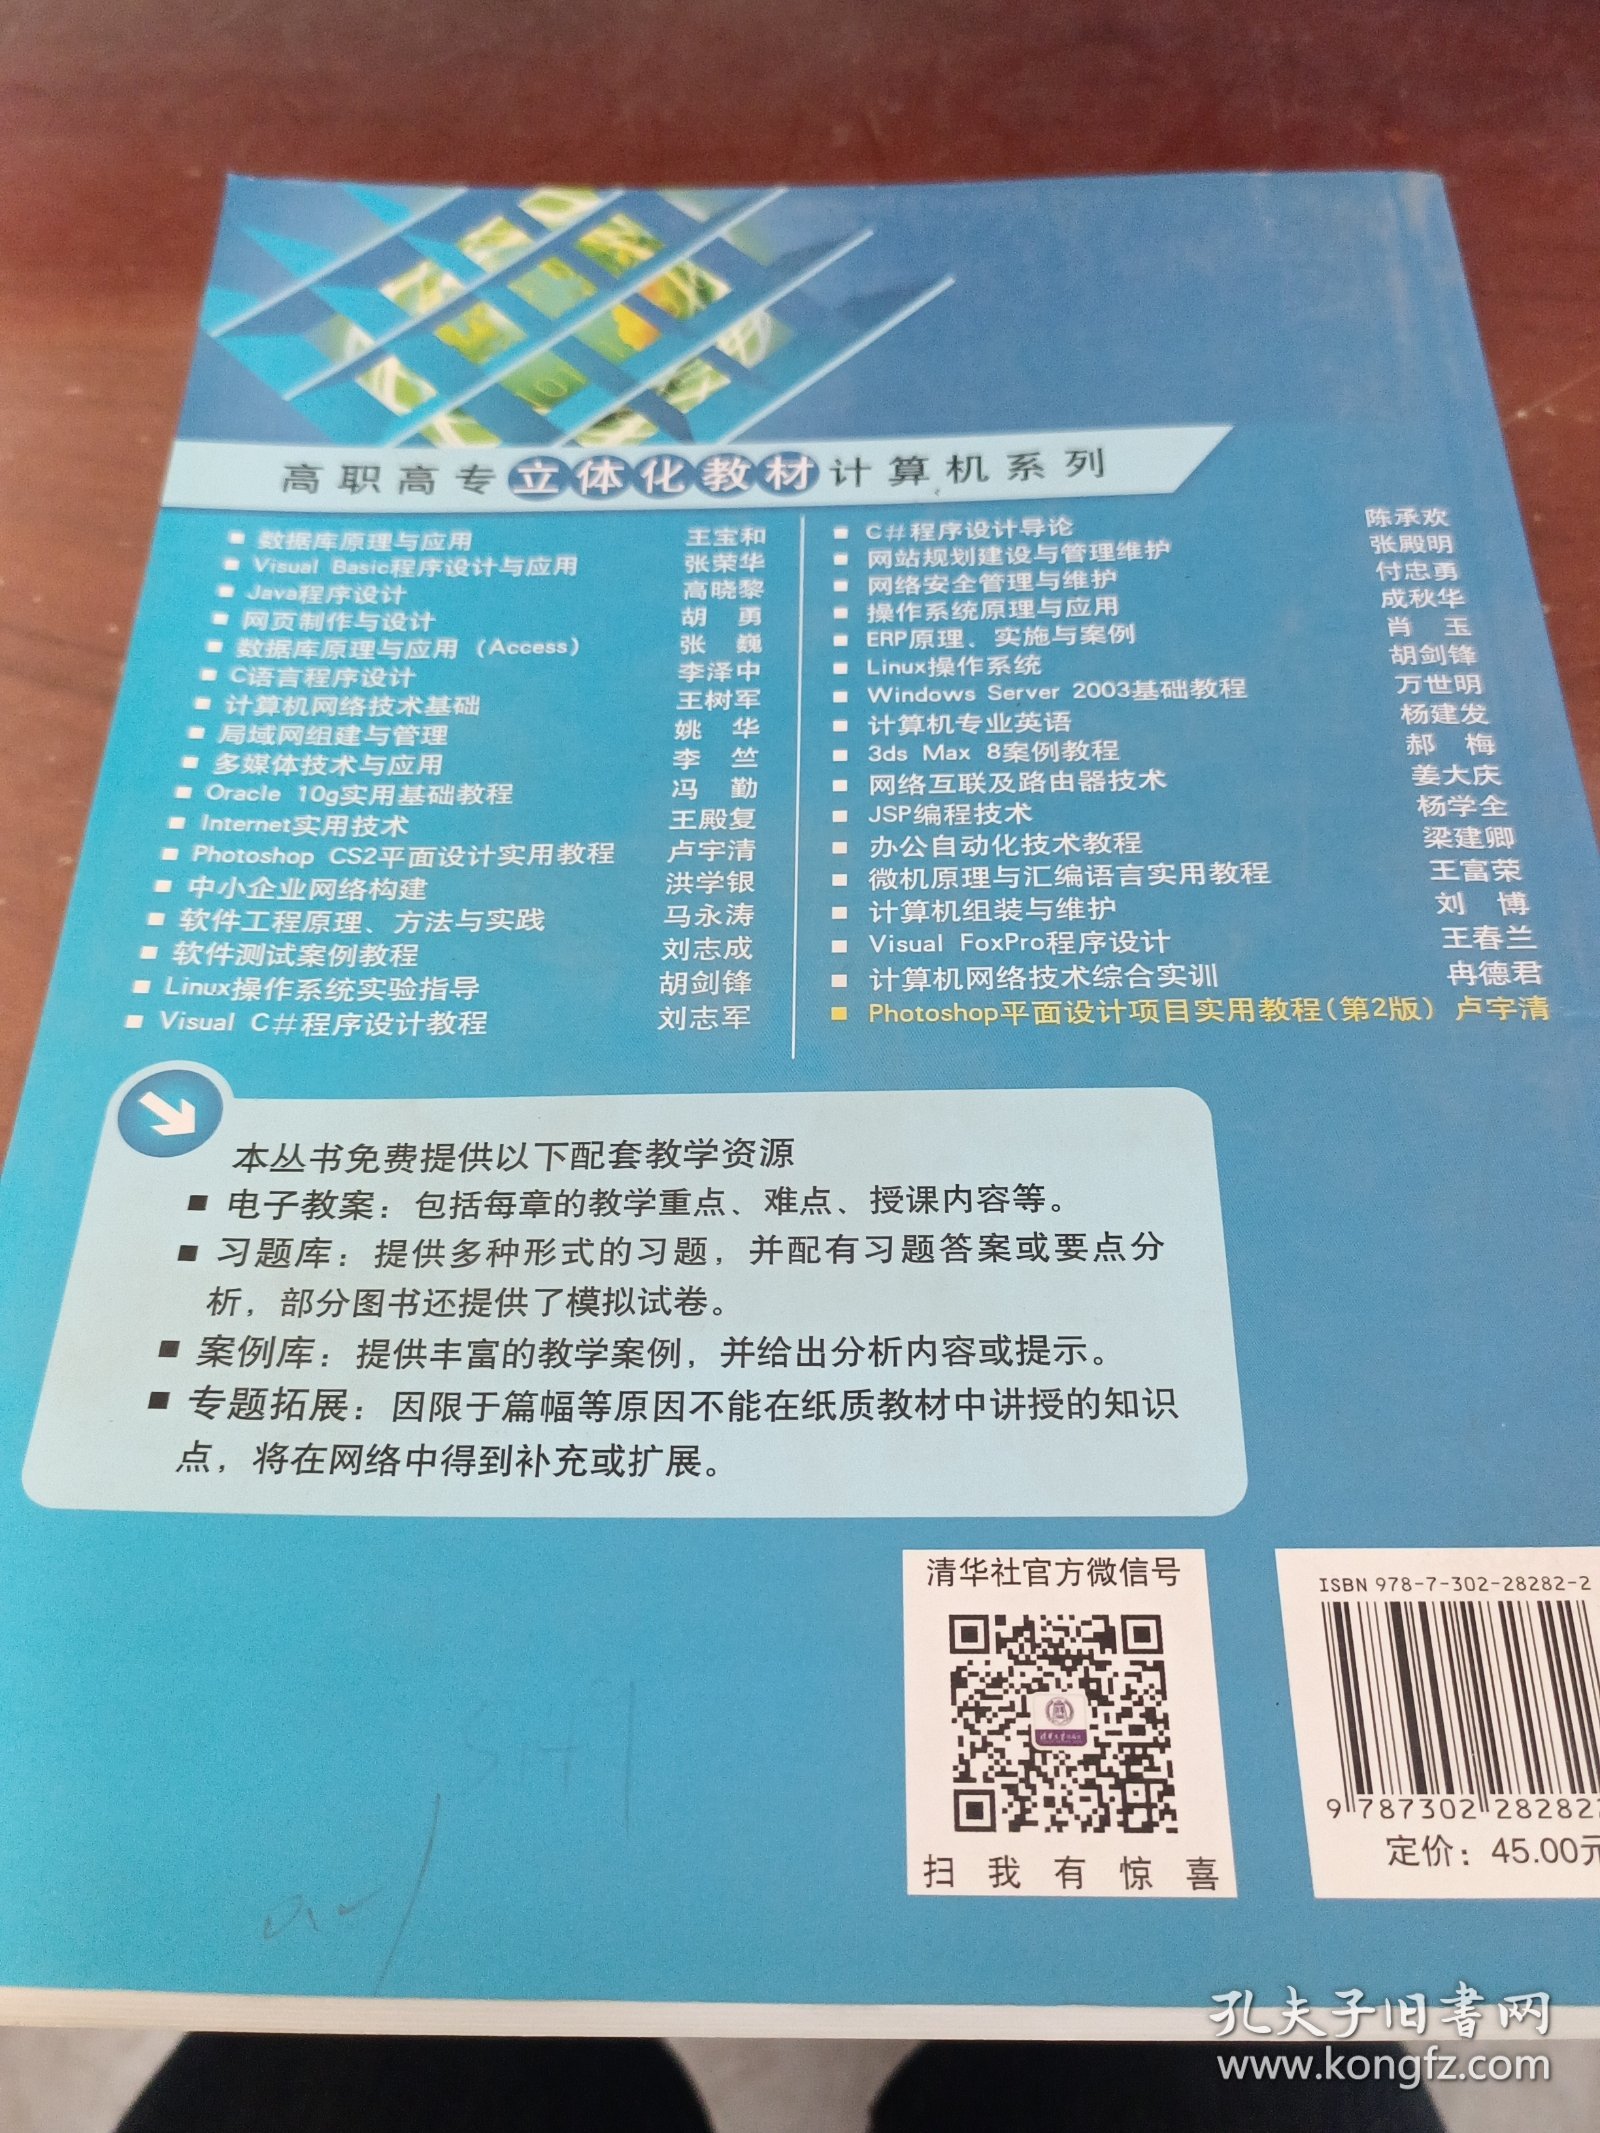 高职高专立体化教材计算机系列
数据库原理与应用 王宝和
Visual Basic程序设计与应用 张荣华
Java程序设计 高晓黎
网页制作与设计 胡 勇
数据库原理与应用（Access） 张 巍
C语言程序设计 李泽中
计算机网络技术基础 王树军
局域网组建与管理 姚 华
多媒体技术与应用 李 竺
Oracle 10g实用基础教程 冯 勤
Internet实用技术 王殿复
Photoshop CS2平面设计实用教程 卢宇清
中小企业网络构建 洪学银
软件工程原理、方法与实践 马永涛
软件测试案例教程 刘志成
Linux操作系统实验指导 胡剑锋
Visual C#程序设计教程 刘志军
C#程序设计导论 陈承欢
网站规划建设与管理维护 张殿明
网络安全管理与维护 付忠勇
操作系统原理与应用 成秋华
ERP原理、实施与案例 肖 玉
Linux操作系统 胡剑锋
Windows Server 2003基础教程 万世明
计算机专业英语 杨建发
3ds Max 8案例教程 郝 梅
网络互联及路由器技术 姜大庆
JSP编程技术 杨学全
办公自动化技术教程 梁建卿
微机原理与汇编语言实用教程 王富荣
计算机组装与维护 刘 博
Visual FoxPro程序设计 王春兰
计算机网络技术综合实训 冉德君
Photoshop平面设计项目实用教程（第2版） 卢宇清
本丛书免费提供以下配套教学资源
电子教案：包括每章的教学重点、难点、授课内容等。
习题库：提供多种形式的习题，并配有习题答案或要点分
析，部分图书还提供了模拟试卷。
案例库：提供丰富的教学案例，并给出分析内容或提示。
专题拓展：因限于篇幅等原因不能在纸质教材中讲授的知识
点，将在网络中得到补充或扩展。
清华社官方微信号
扫我有惊喜
ISBN 978-7-302-28282-2
9 787302 28282
定价：45.00元
孔夫子旧书网
www.kongfz.com